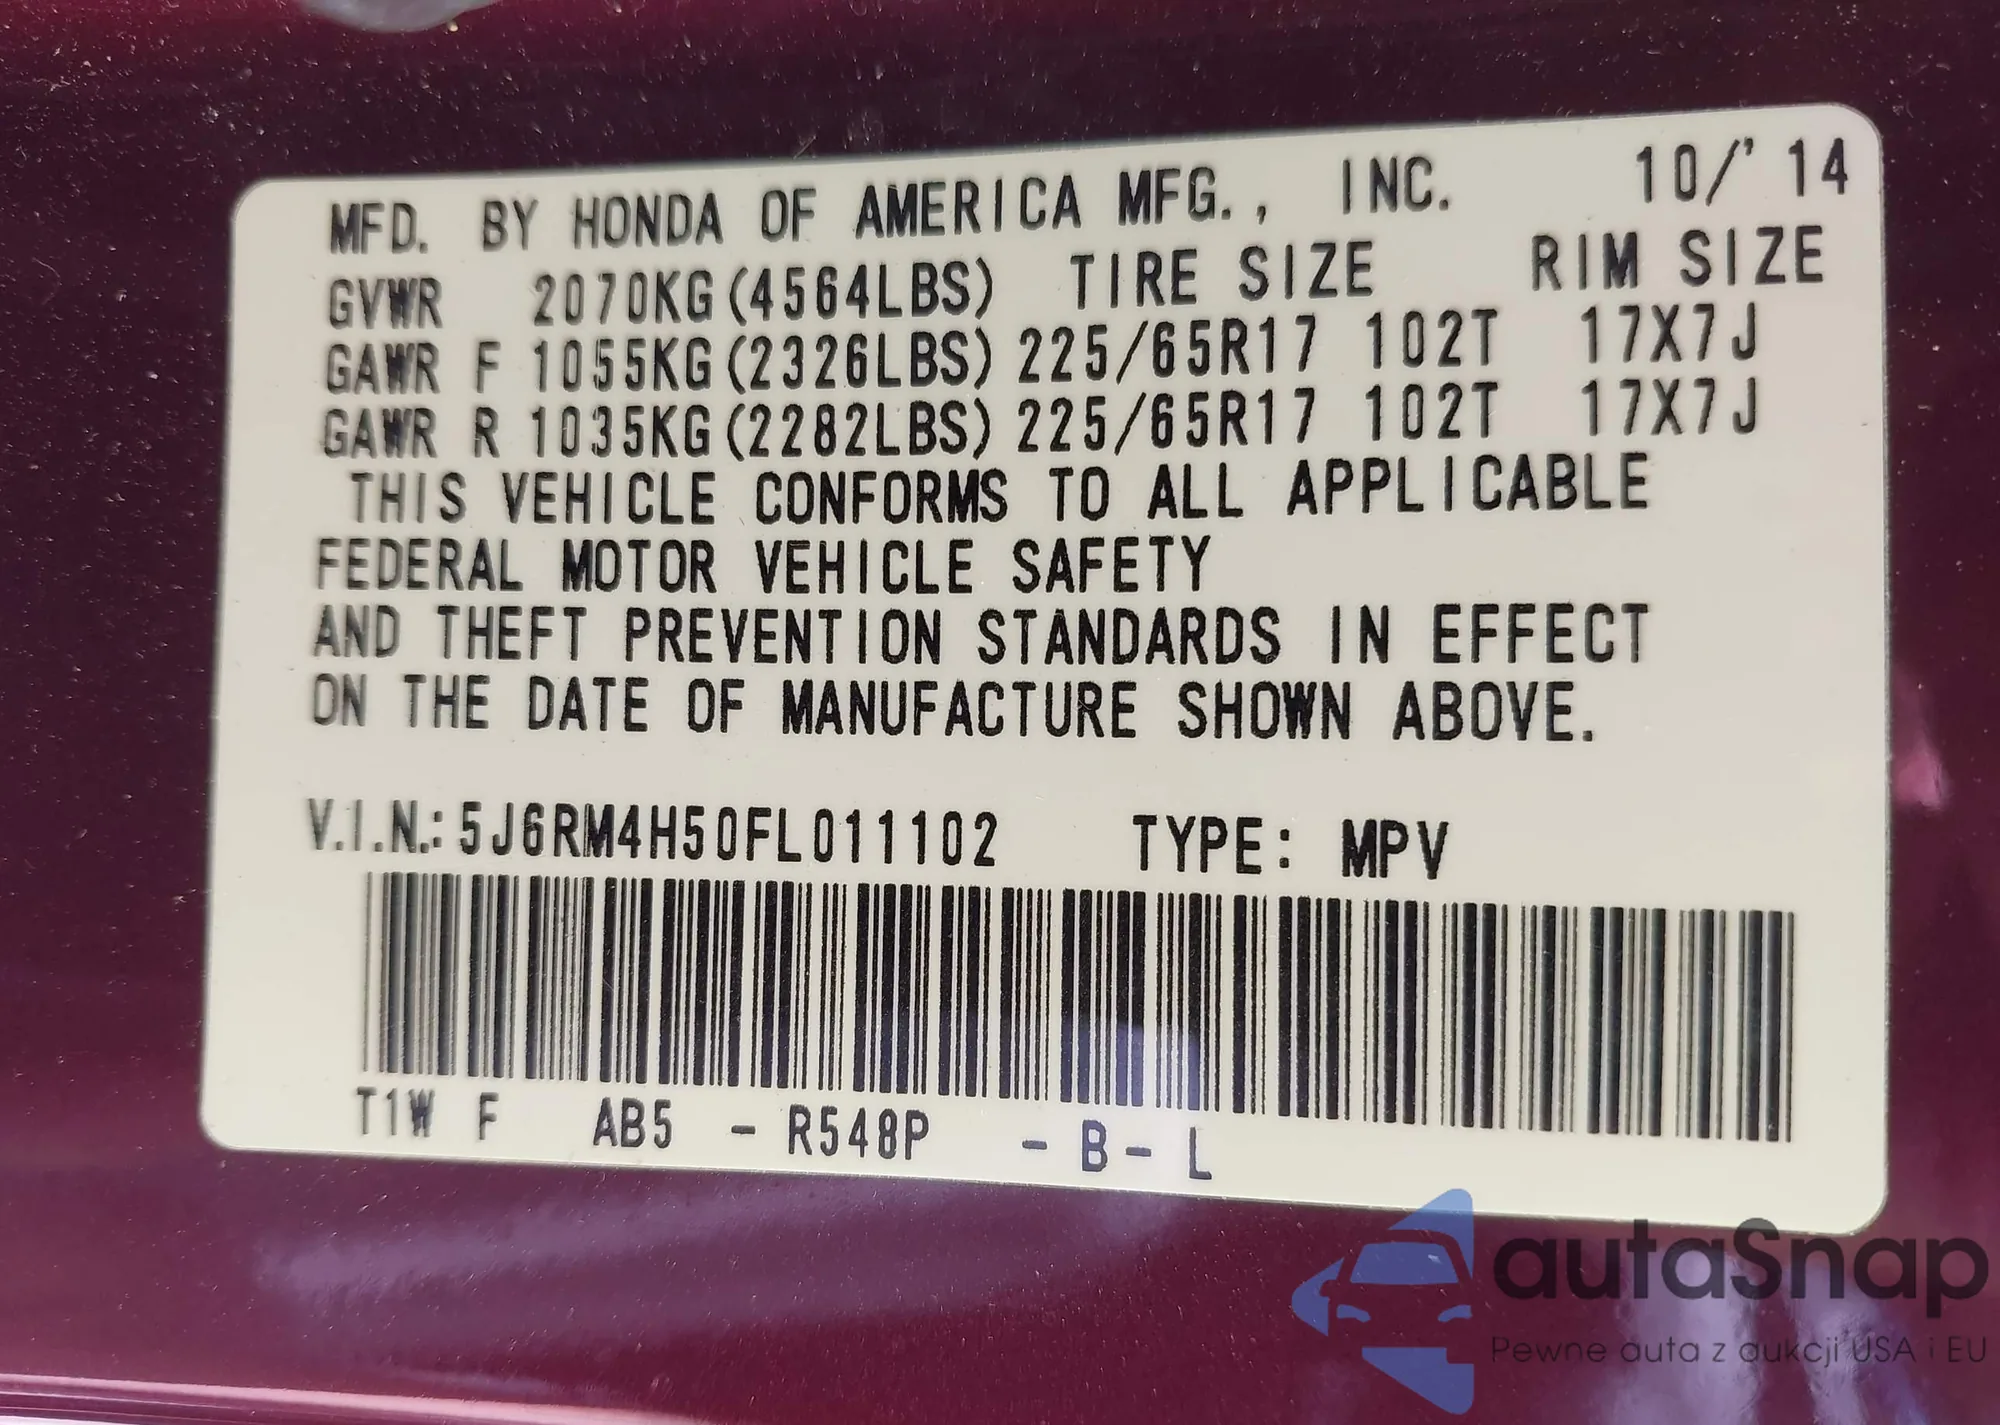 MFD. BY HONDA OF AMERICA MFG., INC. 10/'14
GVWR 2070KG(4564LBS) TIRE SIZE RIM SIZE
GAWR F 1055KG(2326LBS) 225/65R17 102T 17X7J
GAWR R 1035KG(2282LBS) 225/65R17 102T 17X7J
THIS VEHICLE CONFORMS TO ALL APPLICABLE
FEDERAL MOTOR VEHICLE SAFETY
AND THEFT PREVENTION STANDARDS IN EFFECT
ON THE DATE OF MANUFACTURE SHOWN ABOVE.
V.I.N.: 5J6RM4H50FL011102 TYPE: MPV
T1W F AB5 - R548P - B - L
autaSnap
Pewne auta z aukcji USA i EU